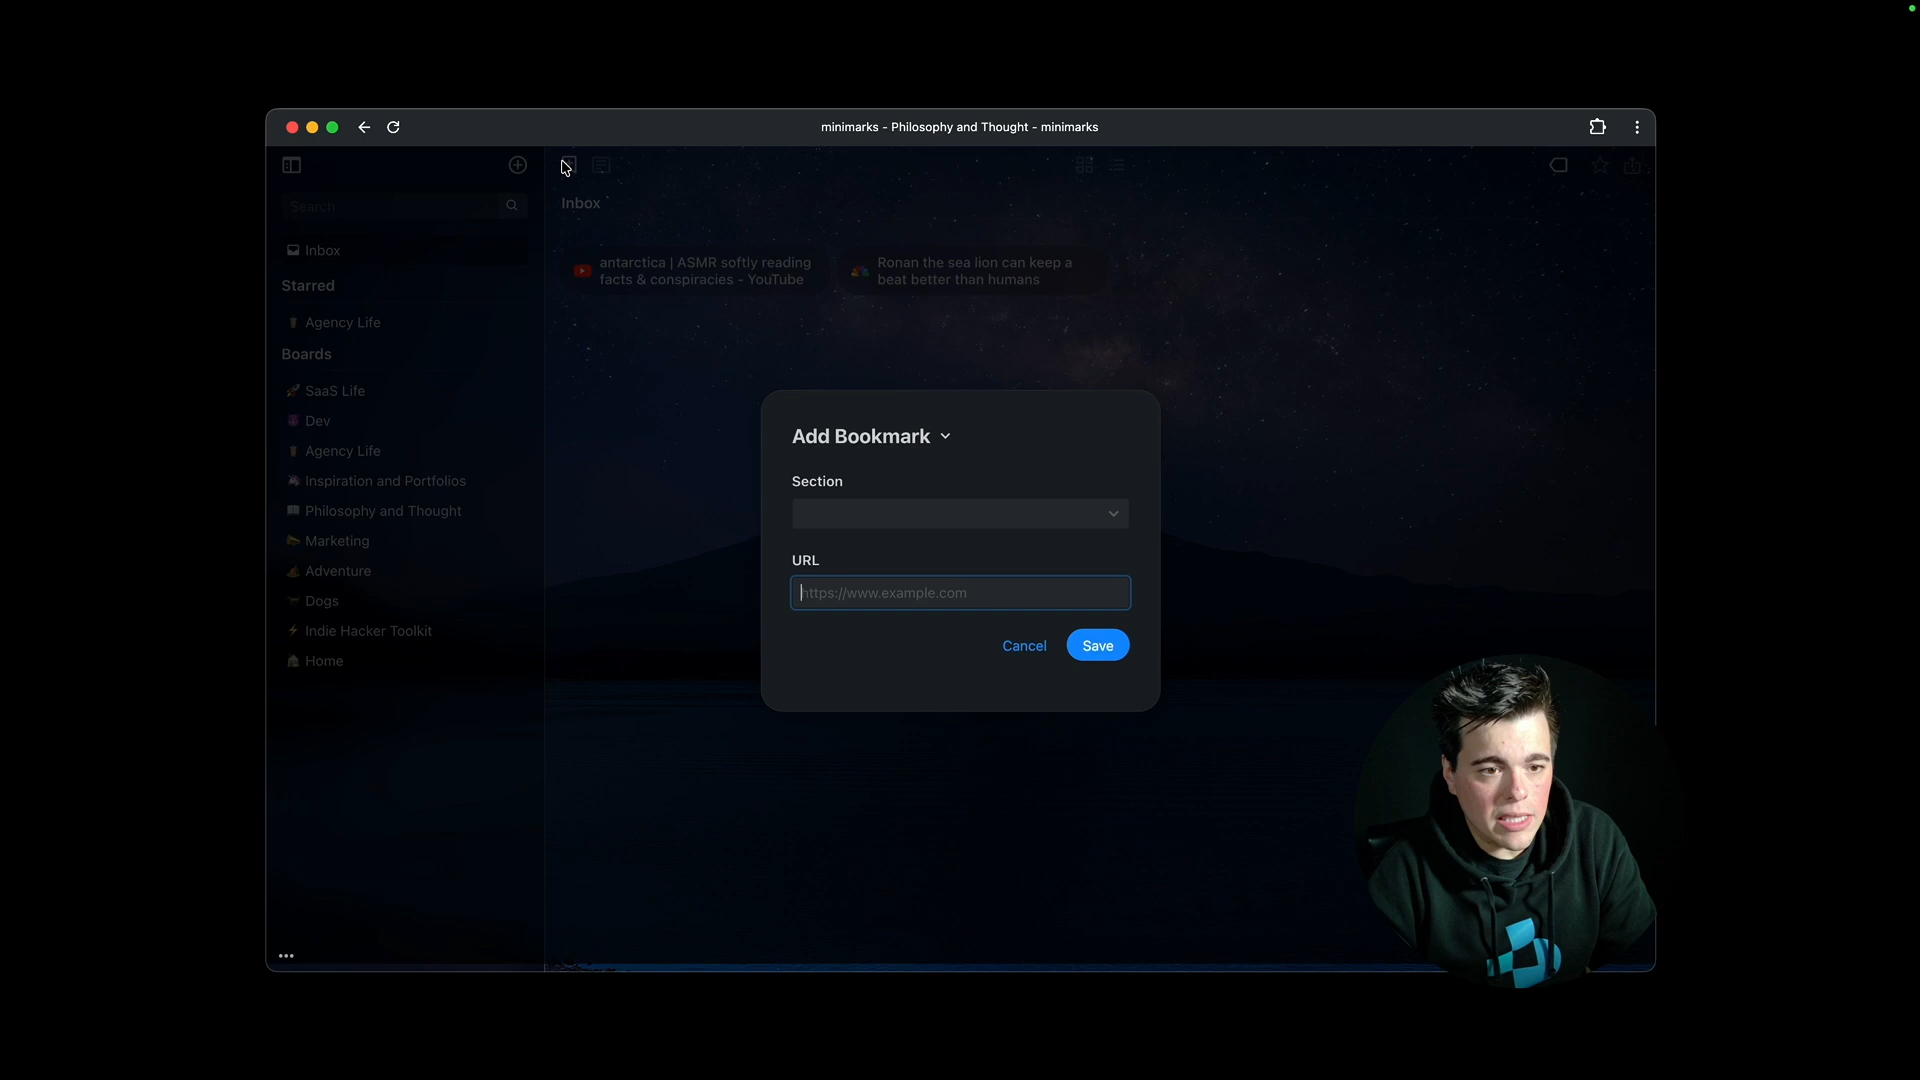 minimarks - Philosophy and Thought - minimarks
Search
Inbox
Starred
Agency Life
Boards
SaaS Life
Dev
Agency Life
Inspiration and Portfolios
Philosophy and Thought
Marketing
Adventure
Dogs
Indie Hacker Toolkit
Home
Inbox
antarctica | ASMR softly reading
facts & conspiracies - YouTube
Ronan the sea lion can keep a
beat better than humans
Add Bookmark
Section
URL
https://www.example.com
Cancel
Save